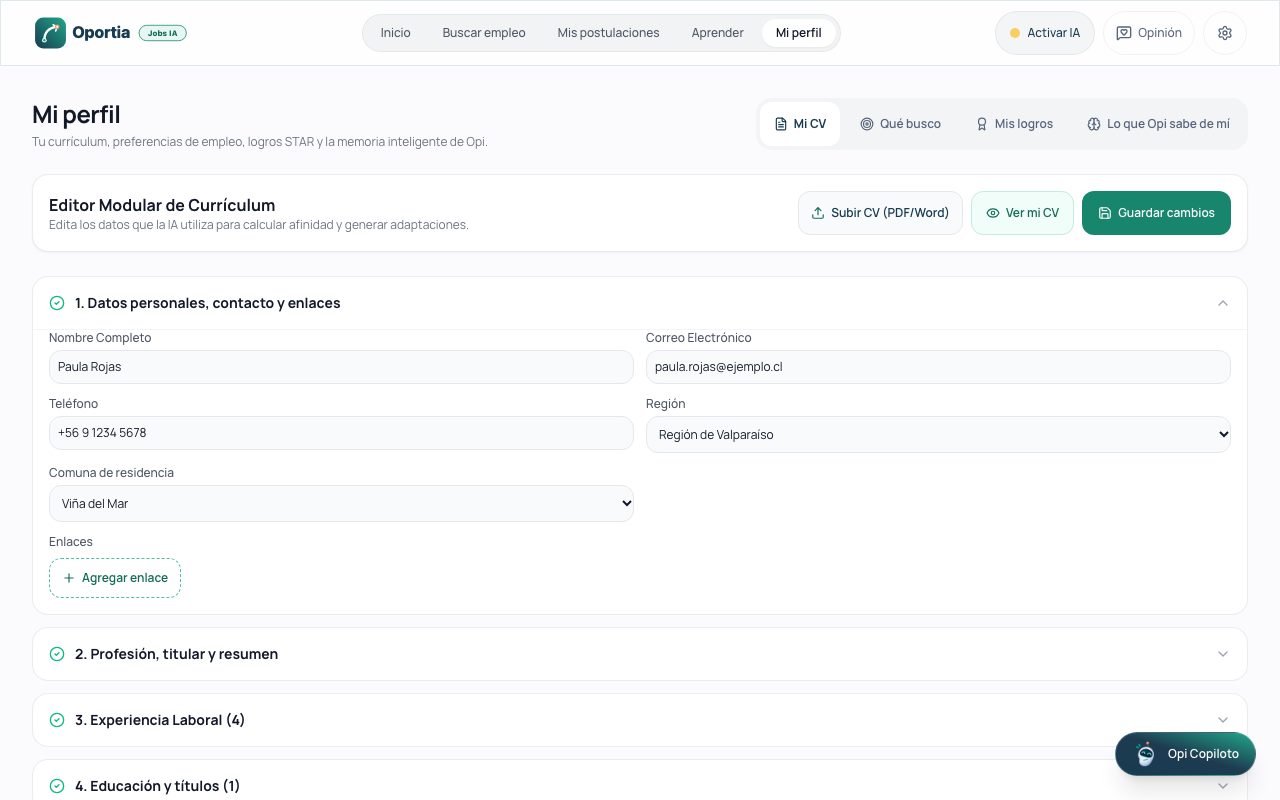 Oportia Jobs IA
Inicio Buscar empleo Mis postulaciones Aprender Mi perfil
Activar IA Opinión
Mi perfil
Tu currículum, preferencias de empleo, logros STAR y la memoria inteligente de Opi.
Mi CV Qué busco Mis logros Lo que Opi sabe de mí
Editor Modular de Currículum
Edita los datos que la IA utiliza para calcular afinidad y generar adaptaciones.
Subir CV (PDF/Word) Ver mi CV Guardar cambios
1. Datos personales, contacto y enlaces
Nombre Completo Correo Electrónico
Paula Rojas paula.rojas@ejemplo.cl
Teléfono Región
+56 9 1234 5678 Región de Valparaíso
Comuna de residencia
Viña del Mar
Enlaces
+ Agregar enlace
2. Profesión, titular y resumen
3. Experiencia Laboral (4)
Opi Copiloto
4. Educación y títulos (1)